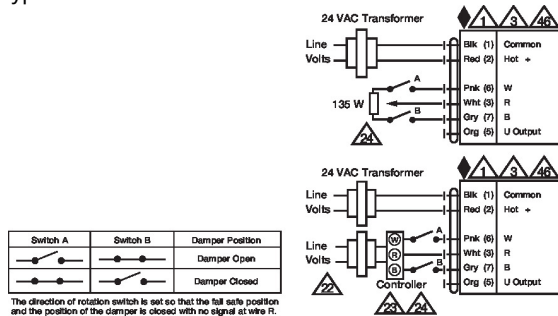 24 VAC Transformer
1 3 46
Line
Volts
Blk (1) Common
Red (2) Hot +
A
Pnk (6) W
135 W
Wht (3) R
B
Gry (7) B
Org (5) U Output
24
24 VAC Transformer
1 3 46
Line
Volts
Blk (1) Common
Red (2) Hot +
A
W
Pnk (6) W
Line
Volts
R
Wht (3) R
B
B
Gry (7) B
Org (5) U Output
22
Controller
23 24
Switch A Switch B Damper Position
Damper Open
Damper Closed
The direction of rotation switch is set so that the fail safe position
and the position of the damper is closed with no signal at wire R.